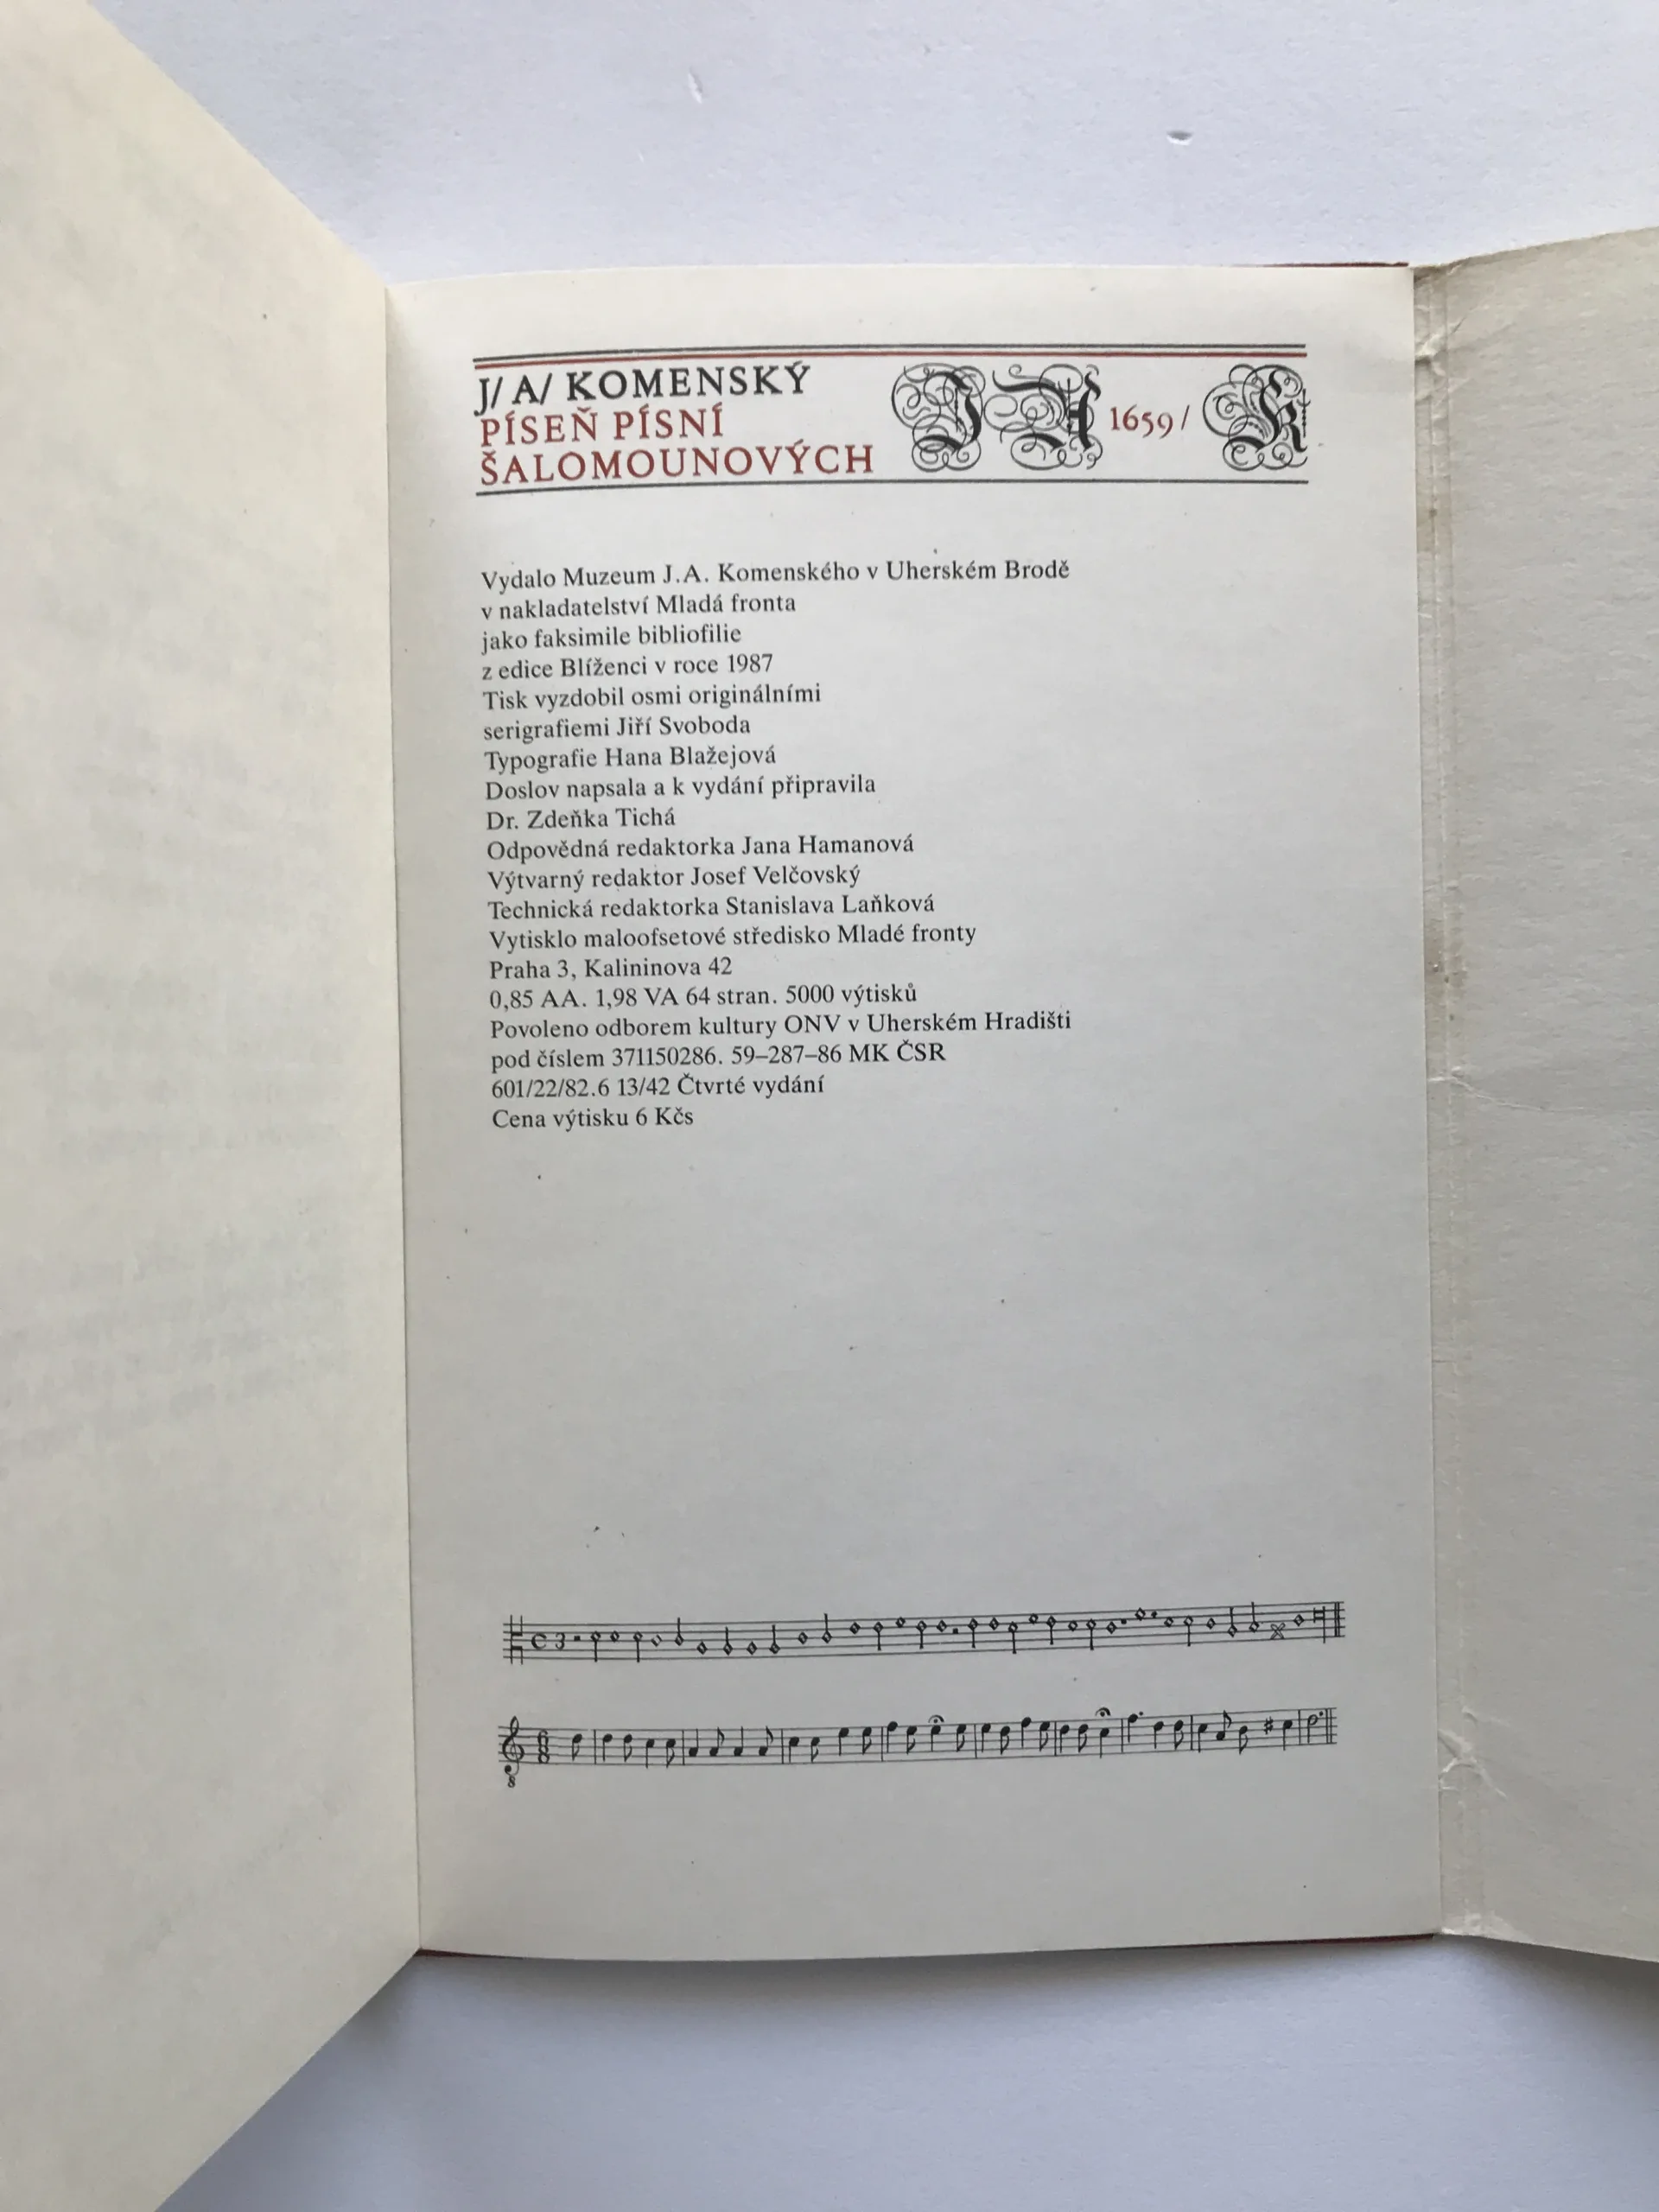 J/ A/ KOMENSKÝ
PÍSEŇ PÍSNÍ
ŠALOMOUNOVÝCH
J A 1659/ K
Vydalo Muzeum J.A. Komenského v Uherském Brodě
v nakladatelství Mladá fronta
jako faksimile bibliofilie
z edice Blíženci v roce 1987
Tisk vyzdobil osmi originálními
serigrafiemi Jiří Svoboda
Typografie Hana Blažejová
Doslov napsala a k vydání připravila
Dr. Zdeňka Tichá
Odpovědná redaktorka Jana Hamanová
Výtvarný redaktor Josef Velčovský
Technická redaktorka Stanislava Laňková
Vytisklo maloofsetové středisko Mladé fronty
Praha 3, Kalininova 42
0,85 AA. 1,98 VA 64 stran. 5000 výtisků
Povoleno odborem kultury ONV v Uherském Hradišti
pod číslem 371150286. 59–287–86 MK ČSR
601/22/82.6 13/42 Čtvrté vydání
Cena výtisku 6 Kčs